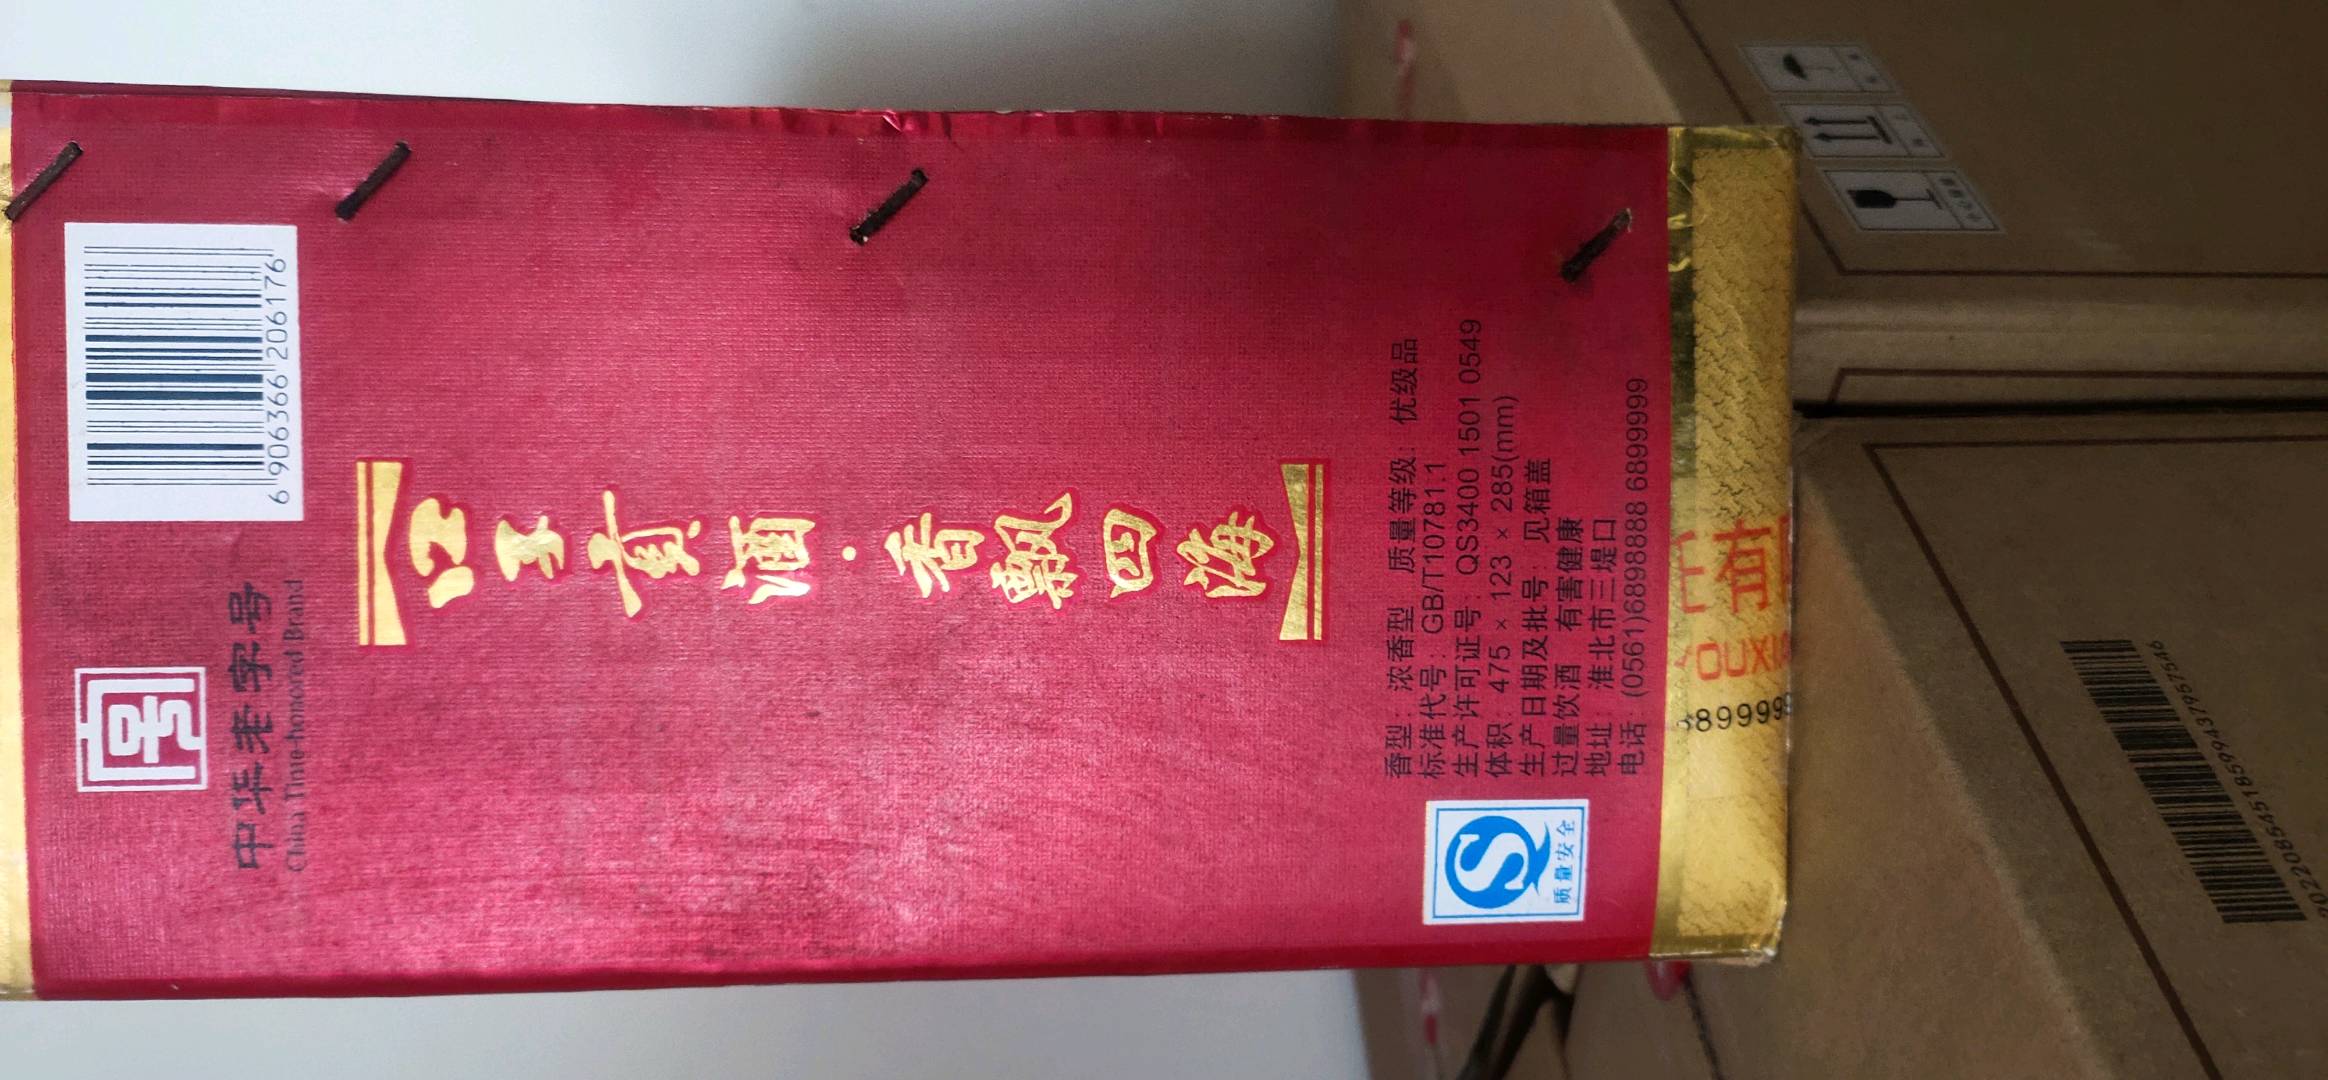 6 906366 206176
中华老字号
China Time-honored Brand
口子貢酒·香飘四海
香型：浓香型 质量等级：优级品
标准代号：GB/T10781.1
生产许可证号：QS3400 1501 0549
体积：475×123×285(mm)
生产日期及批号：见箱盖
过量饮酒 有害健康
地址：淮北市三堤口
电话：(0561)6898888 6899999
质量安全
899999